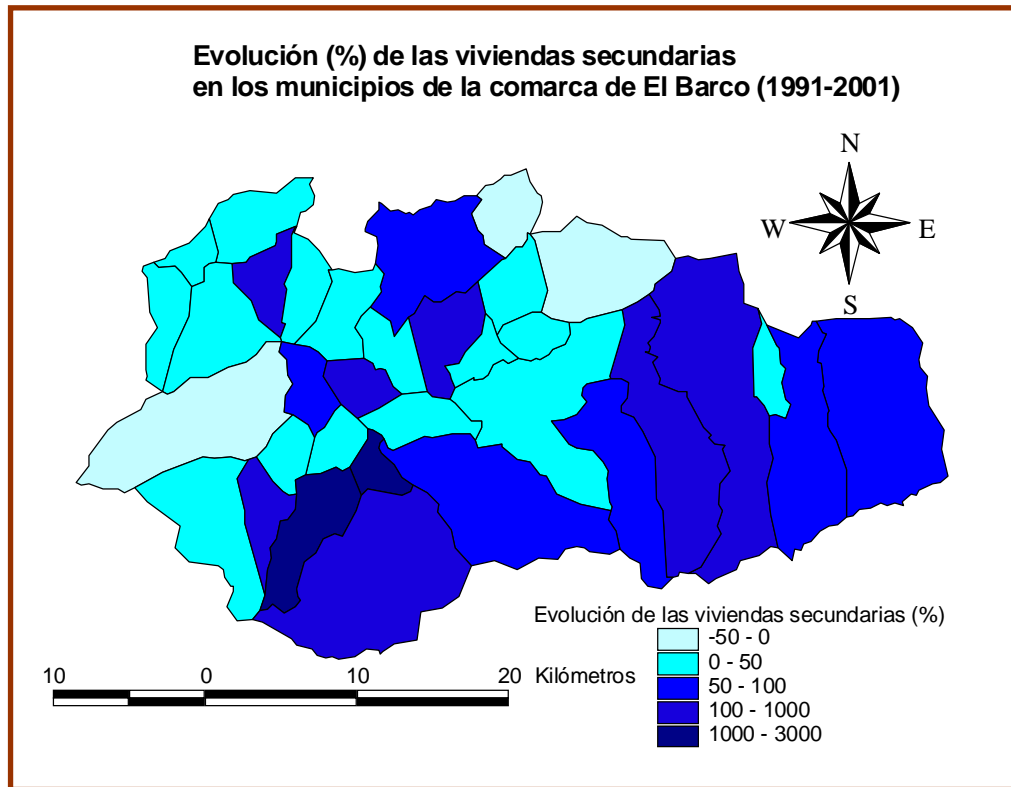 Evolución (%) de las viviendas secundarias
en los municipios de la comarca de El Barco (1991-2001)
N
W
E
S
Evolución de las viviendas secundarias (%)
-50 - 0
0 - 50
50 - 100
100 - 1000
1000 - 3000
10 0 10 20 Kilómetros